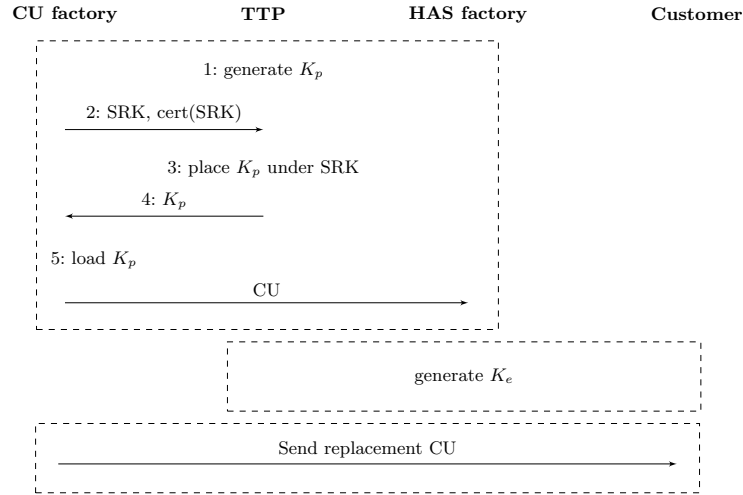 CU factory TTP HAS factory Customer
1: generate K_p
2: SRK, cert(SRK)
3: place K_p under SRK
4: K_p
5: load K_p
CU
generate K_e
Send replacement CU